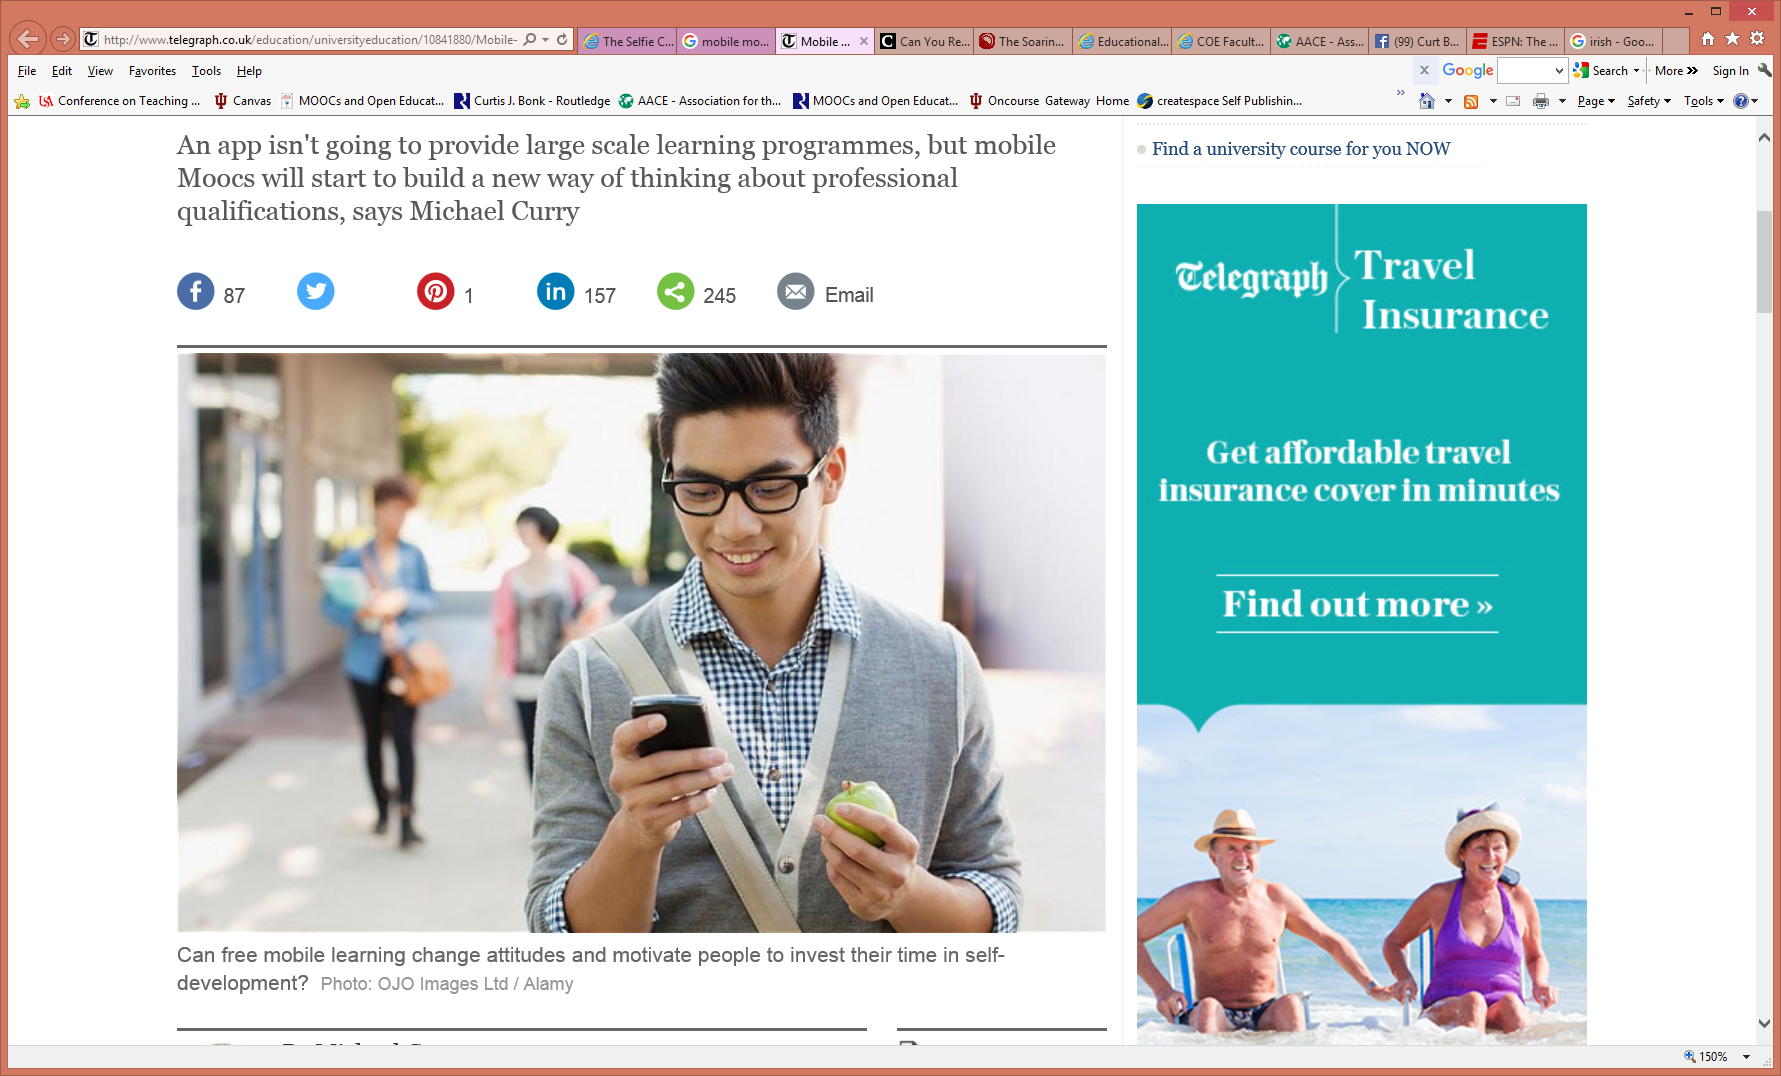 http://www.telegraph.co.uk/education/universityeducation/10841880/Mobile-
The Selfie C...
mobile mo...
Mobile ...
Can You Re...
The Soarin...
Educational...
COE Facult...
AACE - Ass...
(99) Curt B...
ESPN: The ...
irish - Goo...
File Edit View Favorites Tools Help
Google Search More » Sign In
Conference on Teaching ...
Canvas
MOOCs and Open Educat...
Curtis J. Bonk - Routledge
AACE - Association for th...
MOOCs and Open Educat...
Oncourse Gateway Home
createspace Self Publishin...
Page Safety Tools
An app isn't going to provide large scale learning programmes, but mobile
Moocs will start to build a new way of thinking about professional
qualifications, says Michael Curry
87
1
157
245
Email
Can free mobile learning change attitudes and motivate people to invest their time in self-
development? Photo: OJO Images Ltd / Alamy
Find a university course for you NOW
Telegraph Travel
Insurance
Get affordable travel
insurance cover in minutes
Find out more »
150%